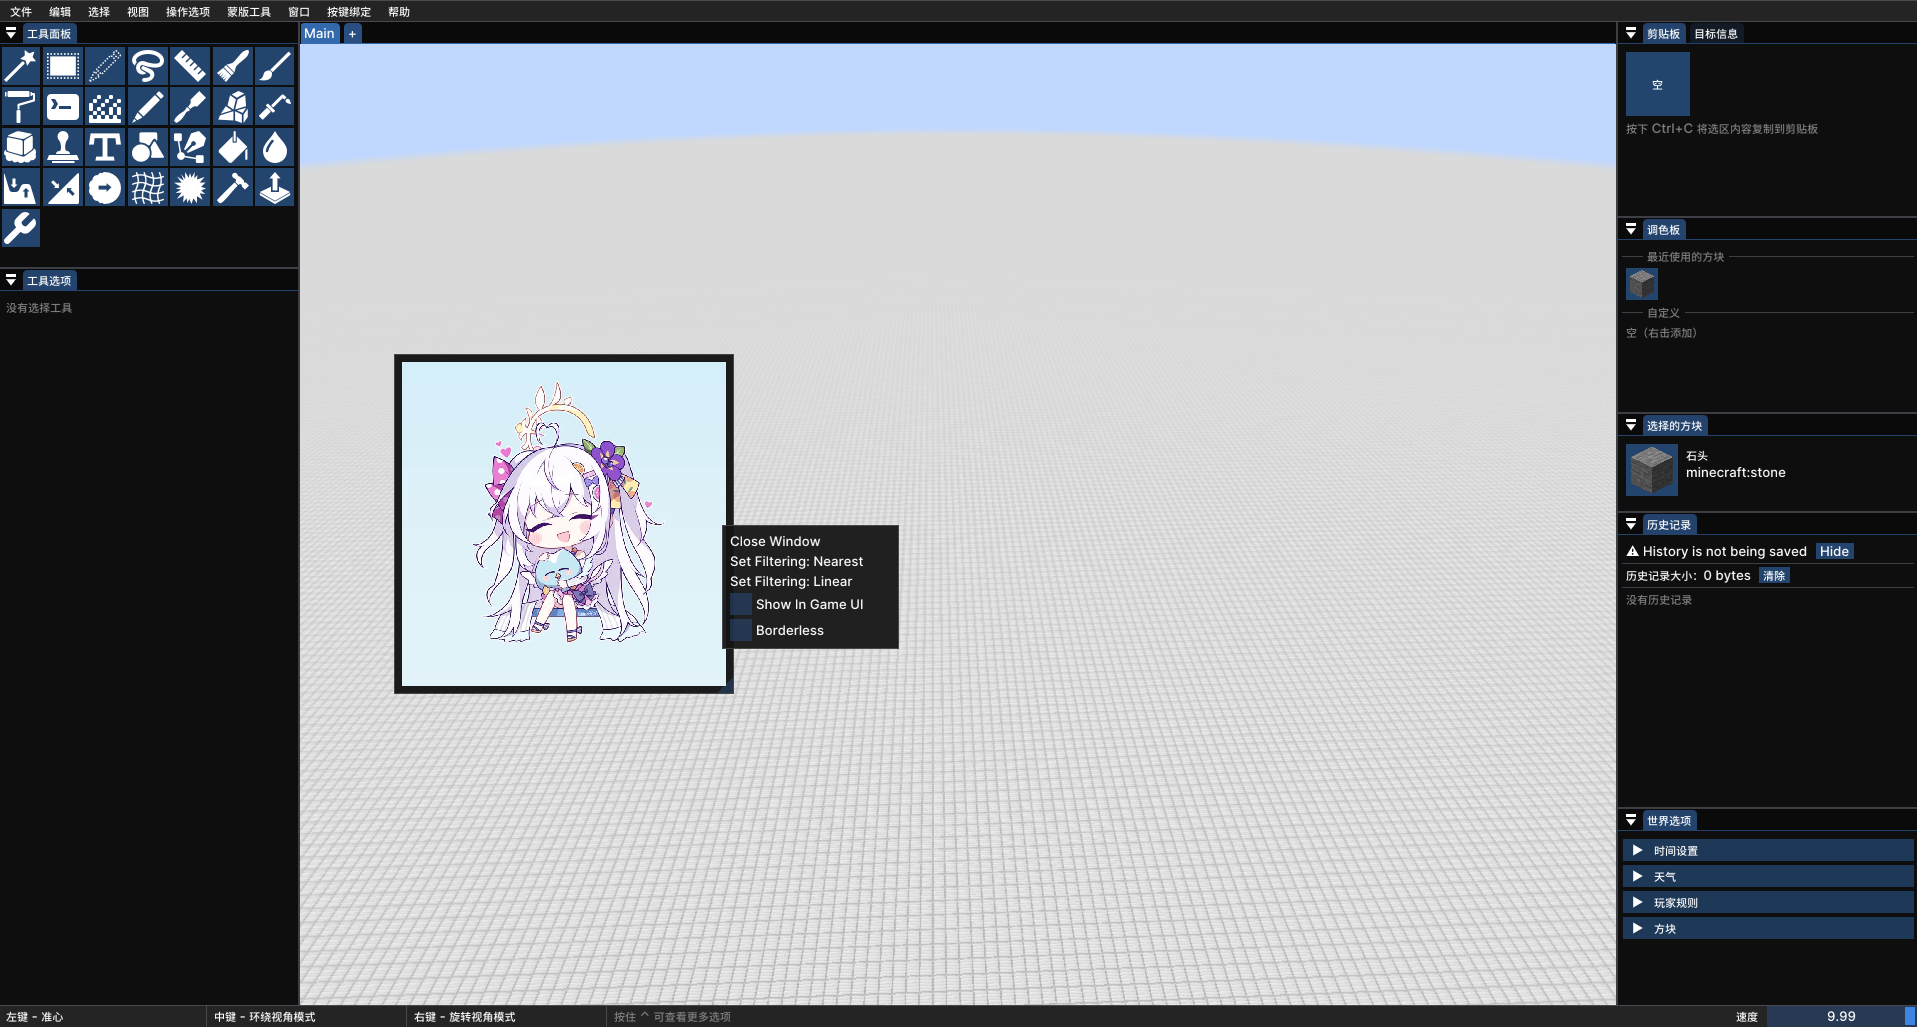 文件 编辑 选择 视图 操作选项 蒙版工具 窗口 按键绑定 帮助
工具面板
工具选项
没有选择工具
Main +
Close Window
Set Filtering: Nearest
Set Filtering: Linear
Show In Game UI
Borderless
剪贴板 目标信息
空
按下 Ctrl+C 将选区内容复制到剪贴板
调色板
最近使用的方块
自定义
空（右击添加）
选择的方块
石头
minecraft:stone
历史记录
History is not being saved Hide
历史记录大小：0 bytes 清除
没有历史记录
世界选项
时间设置
天气
玩家规则
方块
左键 - 准心 中键 - 环绕视角模式 右键 - 旋转视角模式 按住 ^ 可查看更多选项 速度 9.99